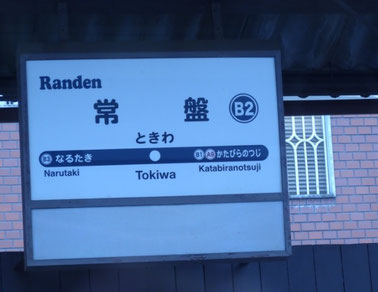 Randen
常 盤 B2
ときわ
B3 なるたき B1 A8 かたびらのつじ
Narutaki Tokiwa Katabiranotsuji